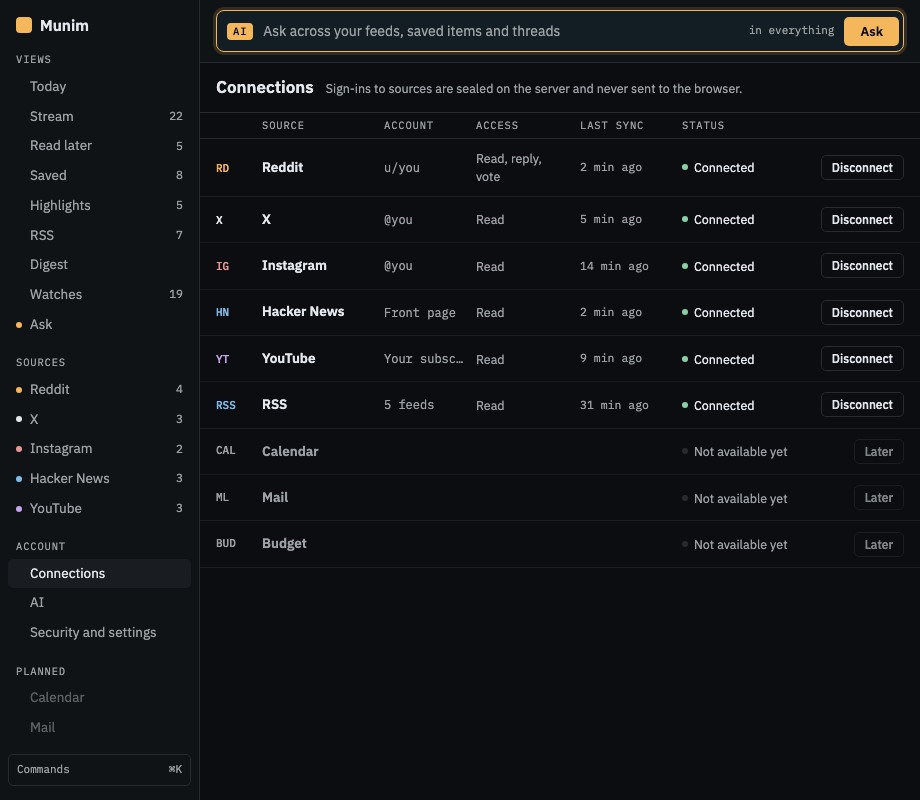 Munim
VIEWS
Today
Stream 22
Read later 5
Saved 8
Highlights 5
RSS 7
Digest
Watches 19
Ask
SOURCES
Reddit 4
X 3
Instagram 2
Hacker News 3
YouTube 3
ACCOUNT
Connections
AI
Security and settings
PLANNED
Calendar
Mail
Commands ⌘K
AI Ask across your feeds, saved items and threads in everything Ask
Connections Sign-ins to sources are sealed on the server and never sent to the browser.
SOURCE ACCOUNT ACCESS LAST SYNC STATUS
RD Reddit u/you Read, reply, vote 2 min ago Connected Disconnect
X X @you Read 5 min ago Connected Disconnect
IG Instagram @you Read 14 min ago Connected Disconnect
HN Hacker News Front page Read 2 min ago Connected Disconnect
YT YouTube Your subsc… Read 9 min ago Connected Disconnect
RSS RSS 5 feeds Read 31 min ago Connected Disconnect
CAL Calendar Not available yet Later
ML Mail Not available yet Later
BUD Budget Not available yet Later